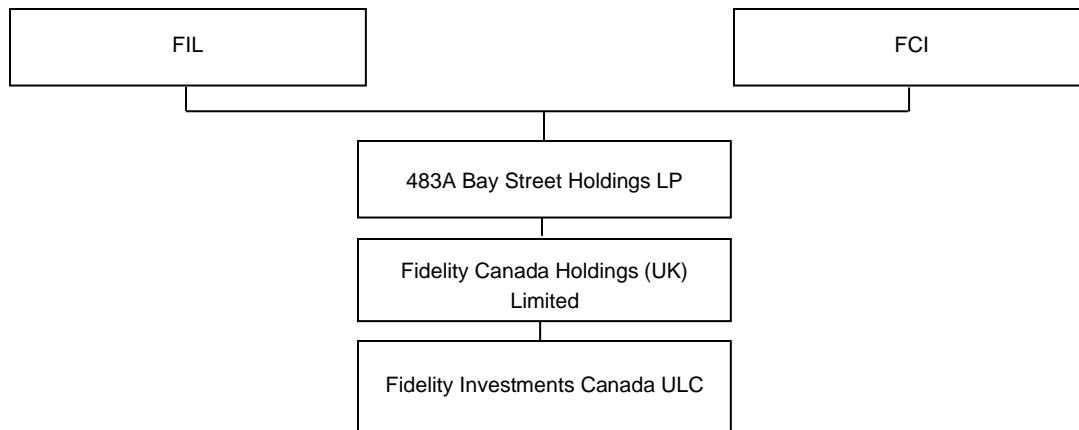 FIL
FCI
483A Bay Street Holdings LP
Fidelity Canada Holdings (UK)
Limited
Fidelity Investments Canada ULC